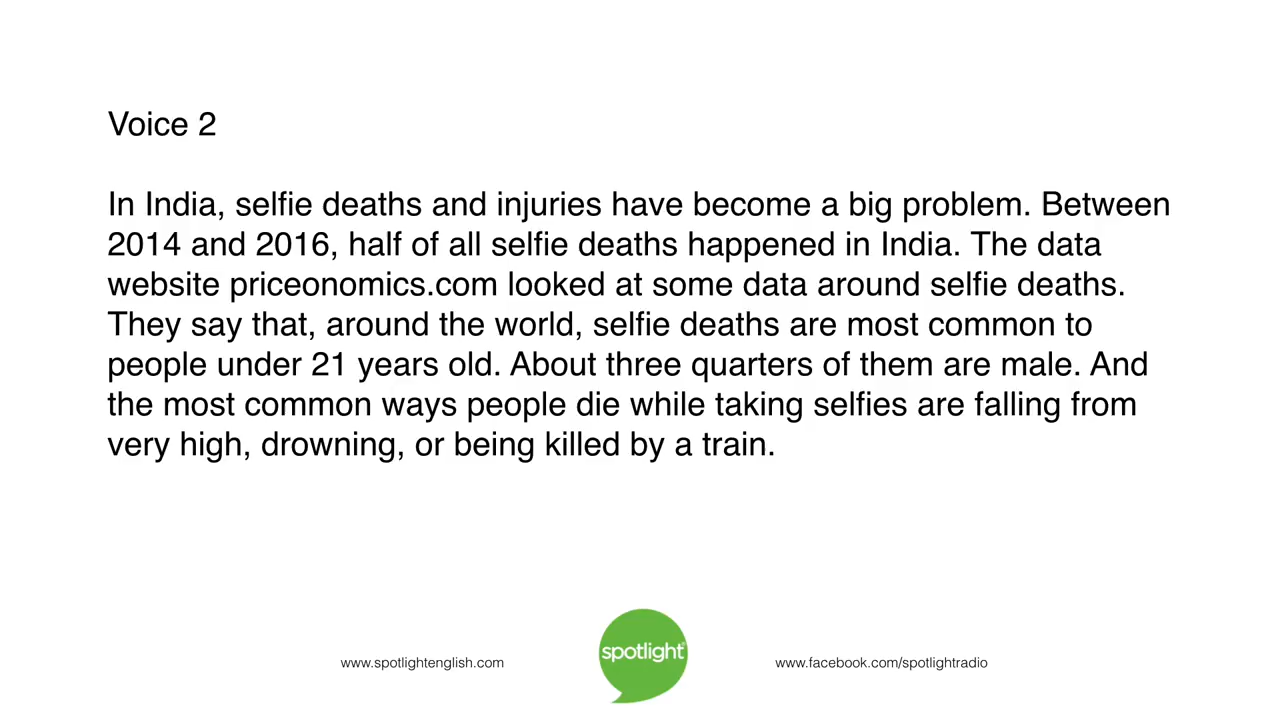 Voice 2
In India, selfie deaths and injuries have become a big problem. Between
2014 and 2016, half of all selfie deaths happened in India. The data
website priceonomics.com looked at some data around selfie deaths.
They say that, around the world, selfie deaths are most common to
people under 21 years old. About three quarters of them are male. And
the most common ways people die while taking selfies are falling from
very high, drowning, or being killed by a train.
www.spotlightenglish.com
spotlight®
www.facebook.com/spotlightradio